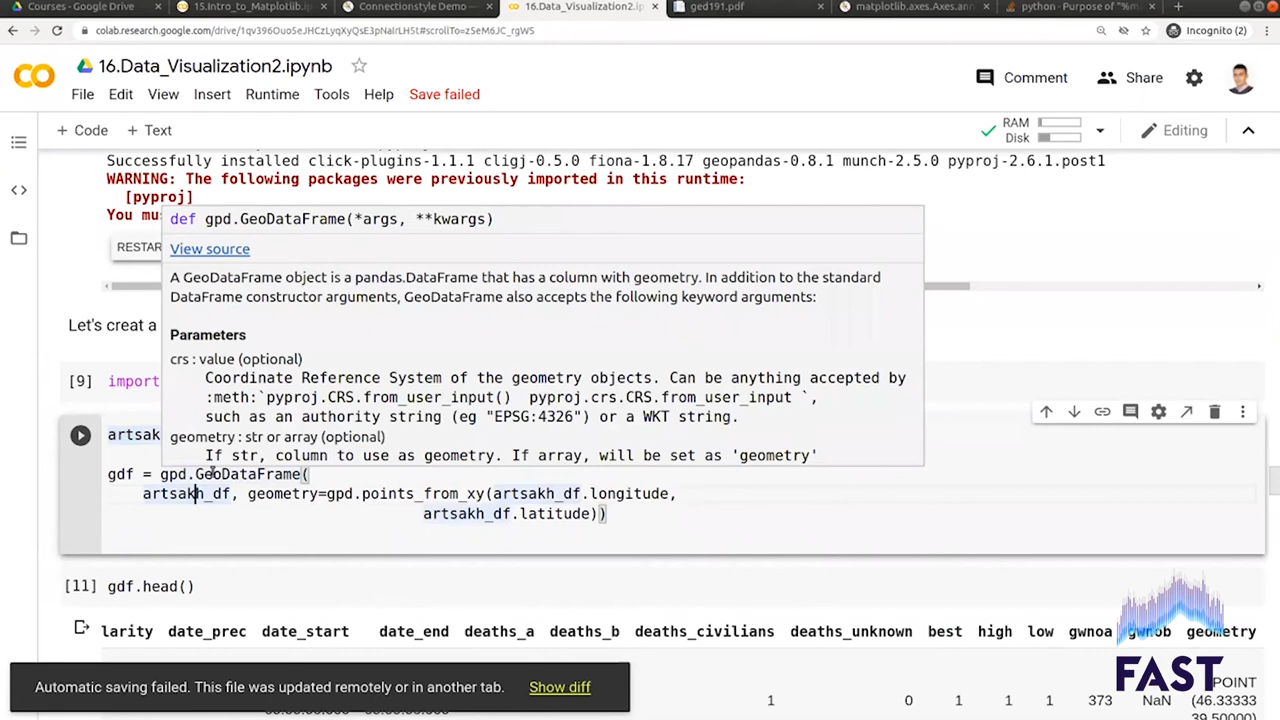 Courses - Google Drive
15.Intro_to_Matplotlib.i
Connectionstyle Demo —
16.Data_Visualization2.i
ged191.pdf
matplotlib.axes.Axes.an
python - Purpose of "%m
colab.research.google.com/drive/1qv396Ouo5eJHCzLyqXyQsE3pNaIrLH5t#scrollTo=z5eM6JC_rgWS
Incognito (2)
16.Data_Visualization2.ipynb
Comment
Share
File Edit View Insert Runtime Tools Help Save failed
+ Code + Text
RAM
Disk
Editing
Successfully installed click-plugins-1.1.1 cligj-0.5.0 fiona-1.8.17 geopandas-0.8.1 munch-2.5.0 pyproj-2.6.1.post1
WARNING: The following packages were previously imported in this runtime:
[pyproj]
You mu
def gpd.GeoDataFrame(*args, **kwargs)
RESTAR
View source
A GeoDataFrame object is a pandas.DataFrame that has a column with geometry. In addition to the standard
DataFrame constructor arguments, GeoDataFrame also accepts the following keyword arguments:
Let's creat a
Parameters
crs : value (optional)
[9] import
Coordinate Reference System of the geometry objects. Can be anything accepted by
:meth:`pyproj.CRS.from_user_input() pyproj.crs.CRS.from_user_input `,
such as an authority string (eg "EPSG:4326") or a WKT string.
artsak
geometry : str or array (optional)
If str, column to use as geometry. If array, will be set as 'geometry'
gdf = gpd.GeoDataFrame(
artsakh_df, geometry=gpd.points_from_xy(artsakh_df.longitude,
artsakh_df.latitude))
[11] gdf.head()
larity date_prec date_start date_end deaths_a deaths_b deaths_civilians deaths_unknown best high low gwnoa gwnob geometry
Automatic saving failed. This file was updated remotely or in another tab. Show diff
1 0 1 1 1 373 NaN
POINT
(46.33333
39.50000)
FAST